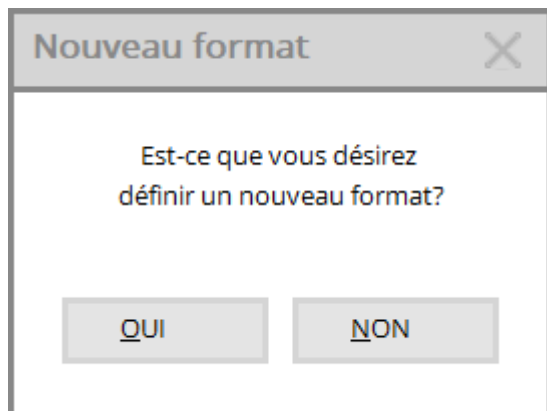 Nouveau format
Est-ce que vous désirez
définir un nouveau format?
OUI
NON